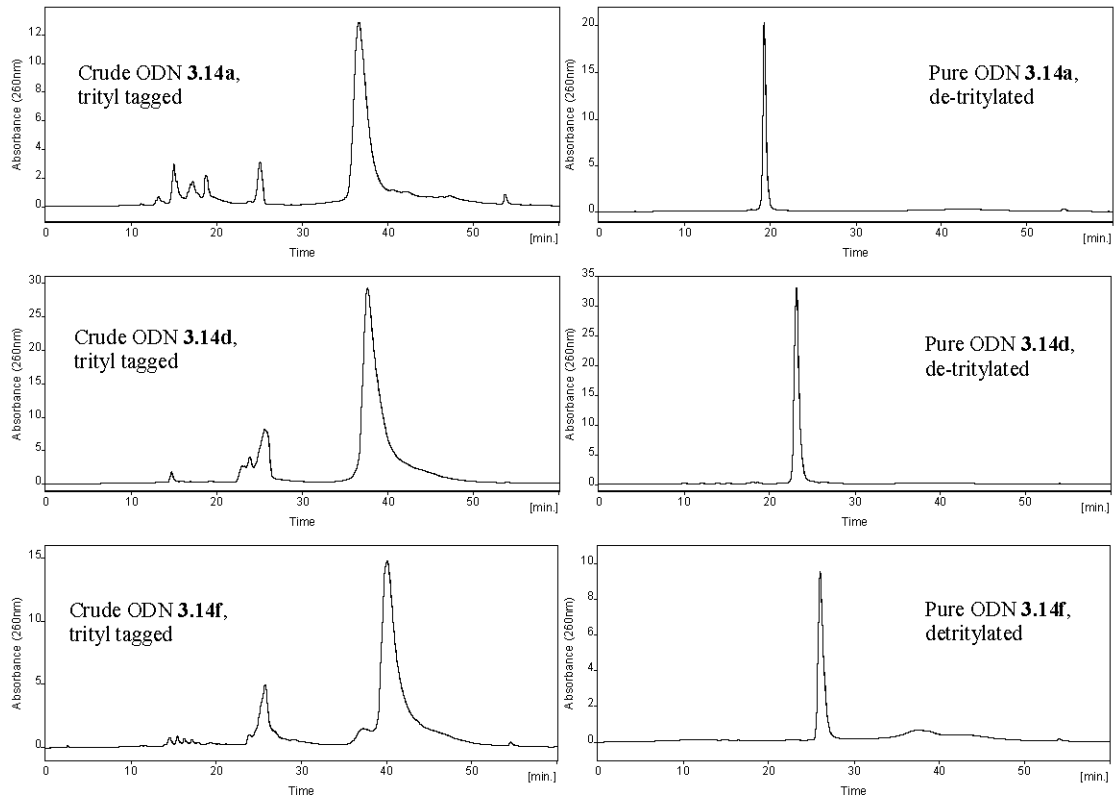 Absorbance (260nm)
12
10
8
6
4
2
0
Crude ODN 3.14a,
trityl tagged
0 10 20 30 40 50 [min.]
Time
Absorbance (260nm)
20
15
10
5
0
Pure ODN 3.14a,
de-tritylated
0 10 20 30 40 50 [min.]
Time
Absorbance (260nm)
30
25
20
15
10
5
0
Crude ODN 3.14d,
trityl tagged
0 10 20 30 40 50 [min.]
Time
Absorbance (260nm)
35
30
25
20
15
10
5
0
Pure ODN 3.14d,
de-tritylated
0 10 20 30 40 50 [min.]
Time
Absorbance (260nm)
15
10
5
0
Crude ODN 3.14f,
trityl tagged
0 10 20 30 40 50 [min.]
Time
Absorbance (260nm)
10
8
6
4
2
0
Pure ODN 3.14f,
detritylated
0 10 20 30 40 50 [min.]
Time